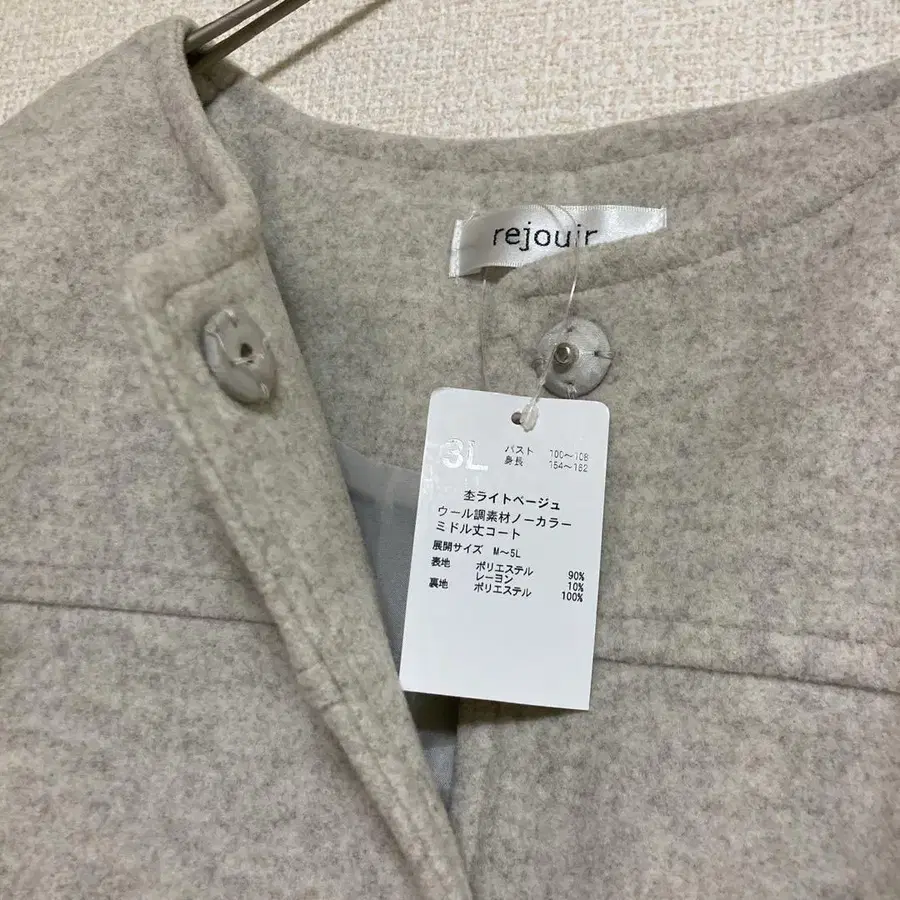 rejouir
3L
バスト 100〜108
身長 154〜162
杢ライトベージュ
ウール調素材ノーカラー
ミドル丈コート
展開サイズ M〜5L
表地 ポリエステル 90%
レーヨン 10%
裏地 ポリエステル 100%